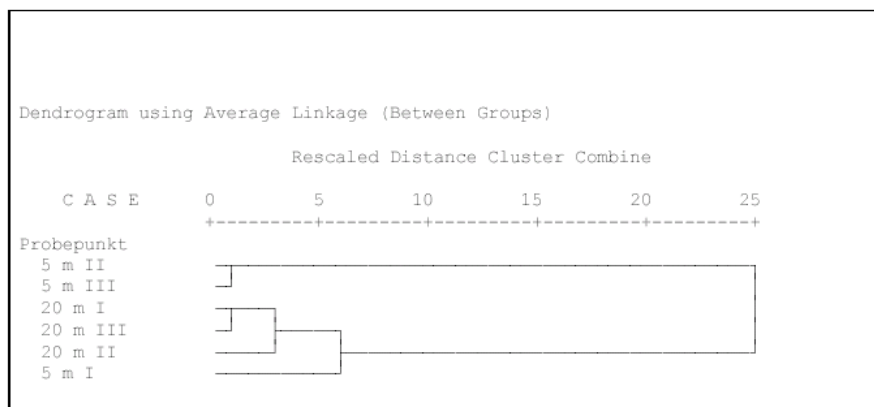 Dendrogram using Average Linkage (Between Groups)
Rescaled Distance Cluster Combine
C A S E 0 5 10 15 20 25
+---------+---------+---------+---------+---------+
Probepunkt
5 m II
5 m III
20 m I
20 m III
20 m II
5 m I